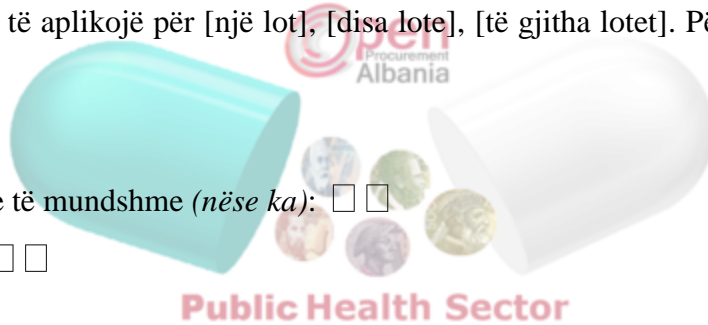 të aplikojë për [një lot], [disa lote], [të gjitha lotet]. Pë
Open
Procurement
Albania
e të mundshme (nëse ka): □ □
□ □
Public Health Sector